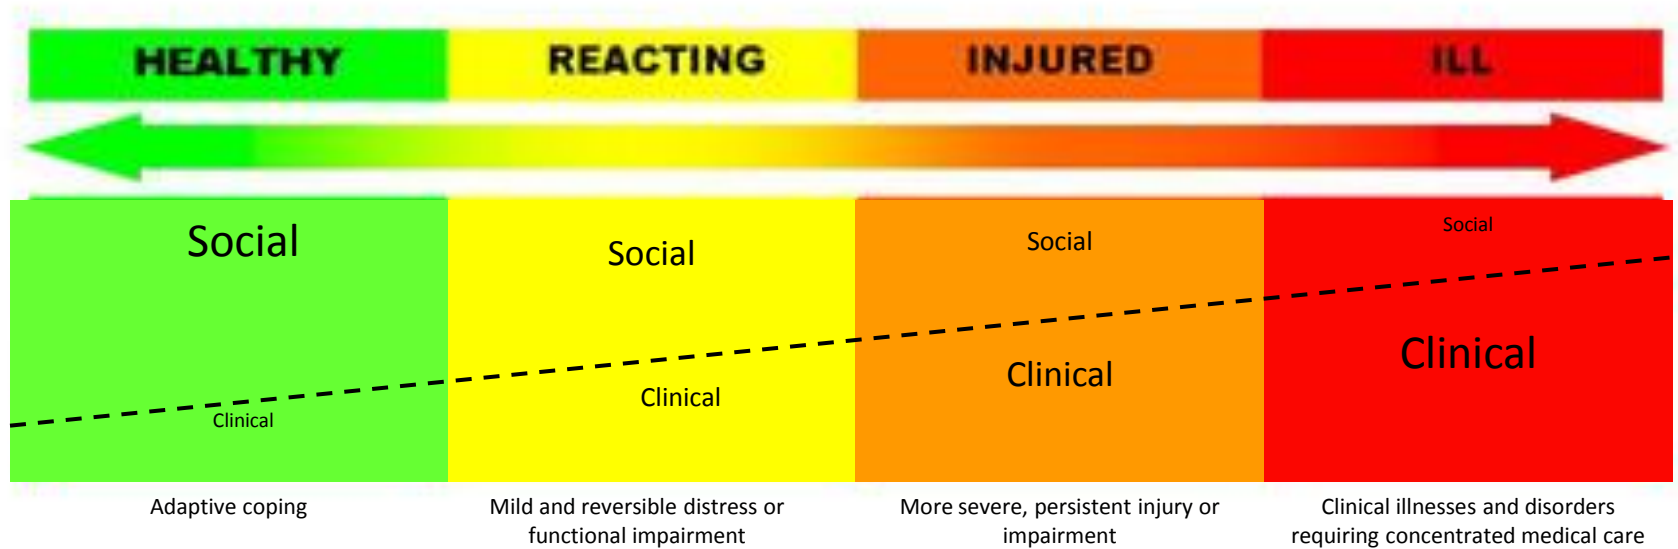 HEALTHY REACTING INJURED ILL
Social Social Social Social
Clinical Clinical Clinical Clinical
Adaptive coping
Mild and reversible distress or
functional impairment
More severe, persistent injury or
impairment
Clinical illnesses and disorders
requiring concentrated medical care